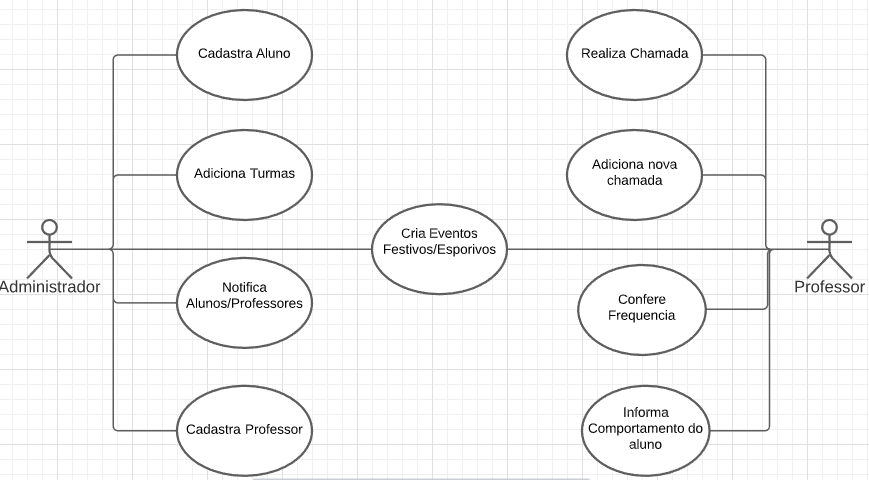 Cadastra Aluno
Realiza Chamada
Adiciona Turmas
Adiciona nova
chamada
Cria Eventos
Festivos/Esporivos
Administrador
Professor
Notifica
Alunos/Professores
Confere
Frequencia
Cadastra Professor
Informa
Comportamento do
aluno